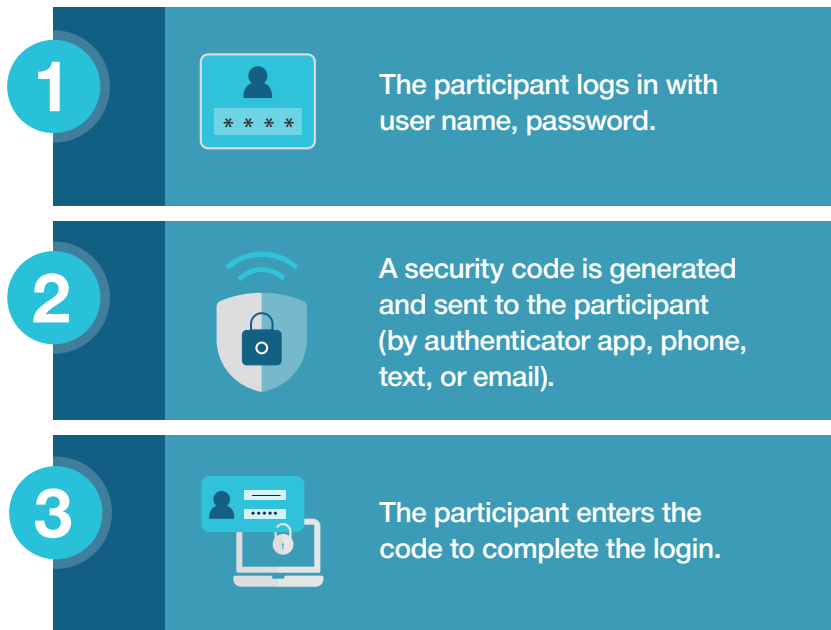 1
The participant logs in with
user name, password.
* * * *
2
A security code is generated
and sent to the participant
(by authenticator app, phone,
text, or email).
3
The participant enters the
code to complete the login.